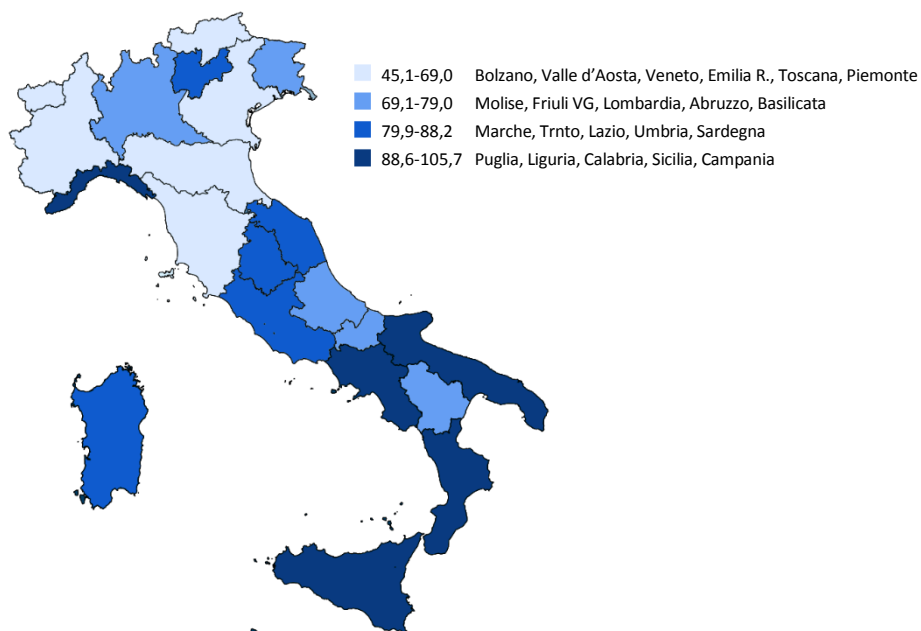 45,1-69,0 Bolzano, Valle d’Aosta, Veneto, Emilia R., Toscana, Piemonte
69,1-79,0 Molise, Friuli VG, Lombardia, Abruzzo, Basilicata
79,9-88,2 Marche, Trnto, Lazio, Umbria, Sardegna
88,6-105,7 Puglia, Liguria, Calabria, Sicilia, Campania